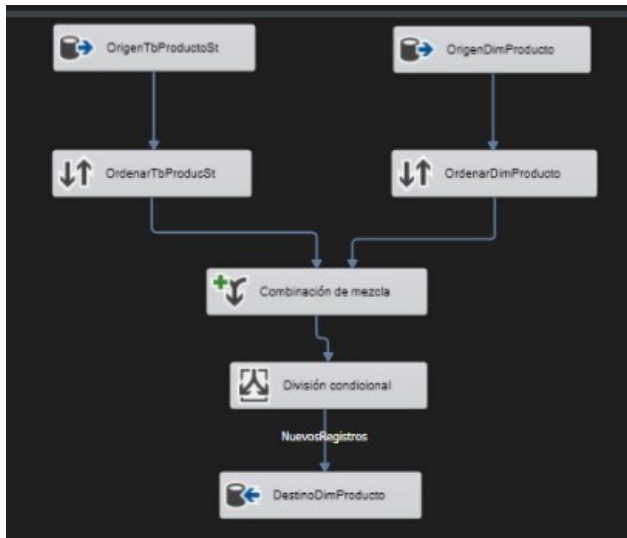 OrigenTbProductoSt
OrigenDimProducto
OrdenarTbProducSt
OrdenarDimProducto
Combinación de mezcla
División condicional
NuevosRegistros
DestinoDimProducto